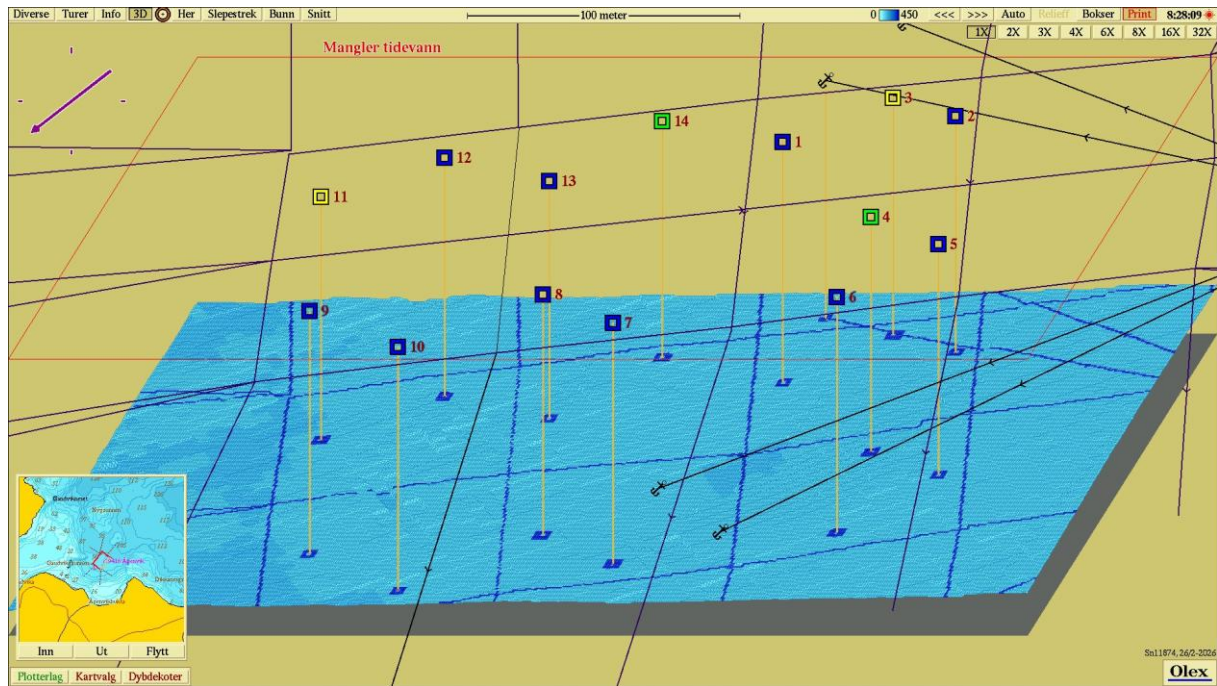 Diverse Turer Info 3D Her Slepestrek Bunn Snitt 100 meter 0 450 <<< >>> Auto Relieff Bokser Print 8:28:09
1X 2X 3X 4X 6X 8X 16X 32X
Mangler tidevann
3
2
14
1
12
13
11
4
5
8
6
9
7
10
Inn Ut Flytt
Plotterlag Kartvalg Dybdekoter
Sn11874, 26/2-2026
Olex